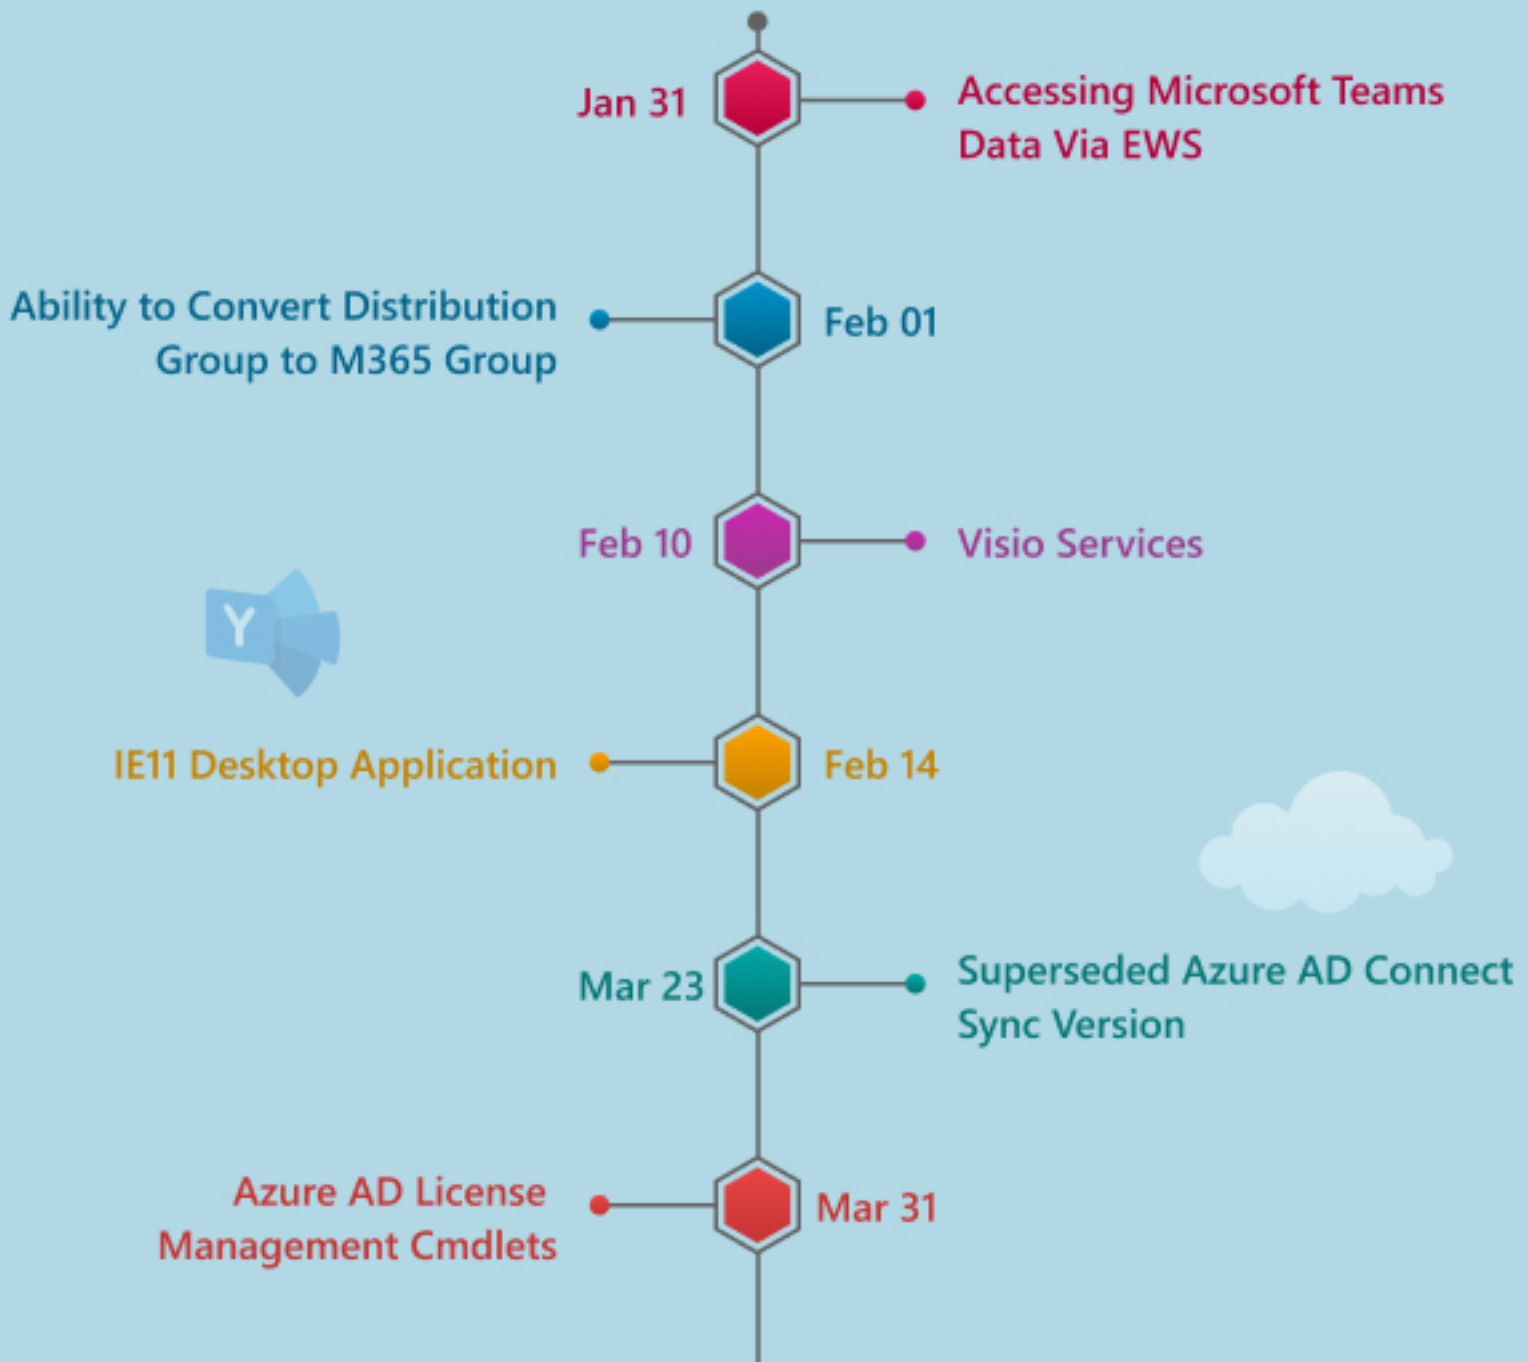 Jan 31
Accessing Microsoft Teams
Data Via EWS
Ability to Convert Distribution
Group to M365 Group
Feb 01
Feb 10
Visio Services
Y
IE11 Desktop Application
Feb 14
Mar 23
Superseded Azure AD Connect
Sync Version
Azure AD License
Management Cmdlets
Mar 31